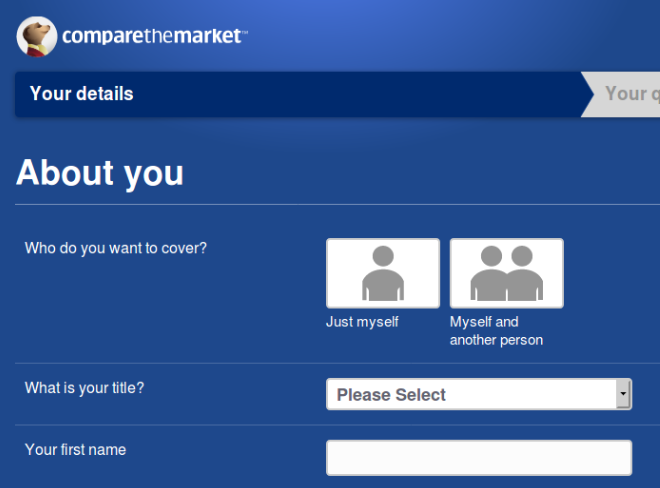 comparethemarket™
Your details
Your q
About you
Who do you want to cover?
Just myself
Myself and
another person
What is your title?
Please Select
Your first name